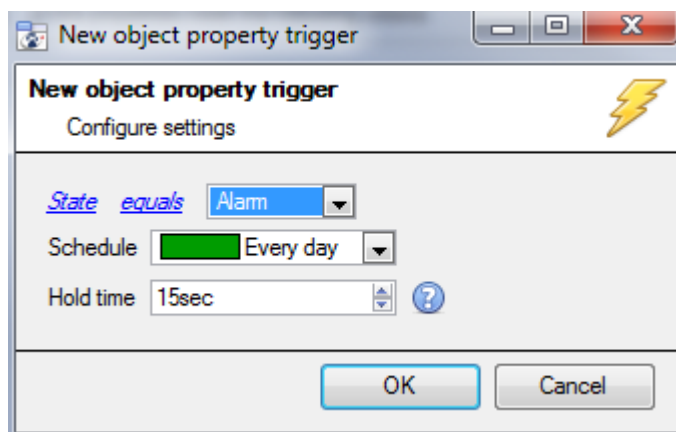 New object property trigger
New object property trigger
Configure settings
State equals Alarm
Schedule Every day
Hold time 15sec ?
OK Cancel